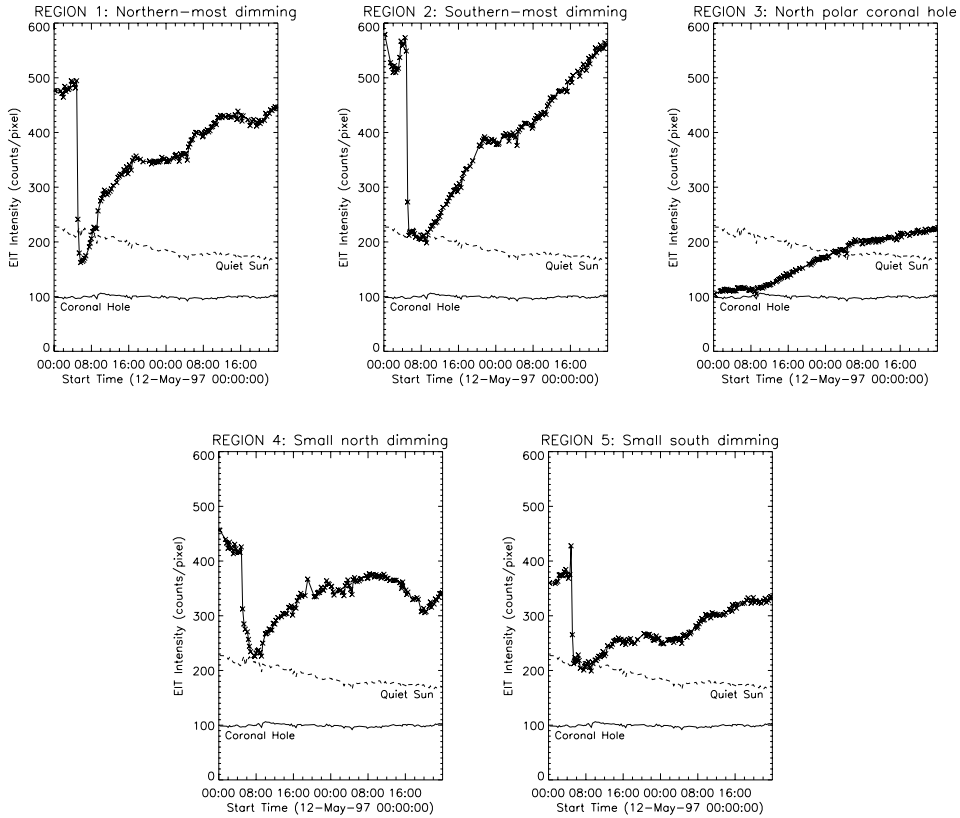 REGION 1: Northern-most dimming
REGION 2: Southern-most dimming
REGION 3: North polar coronal hole
600
500
400
300
200
100
0
EIT Intensity (counts/pixel)
Quiet Sun
Coronal Hole
00:00 08:00 16:00 00:00 08:00 16:00
Start Time (12-May-97 00:00:00)
600
500
400
300
200
100
0
EIT Intensity (counts/pixel)
Quiet Sun
Coronal Hole
00:00 08:00 16:00 00:00 08:00 16:00
Start Time (12-May-97 00:00:00)
600
500
400
300
200
100
0
EIT Intensity (counts/pixel)
Quiet Sun
Coronal Hole
00:00 08:00 16:00 00:00 08:00 16:00
Start Time (12-May-97 00:00:00)
REGION 4: Small north dimming
REGION 5: Small south dimming
600
500
400
300
200
100
0
EIT Intensity (counts/pixel)
Quiet Sun
Coronal Hole
00:00 08:00 16:00 00:00 08:00 16:00
Start Time (12-May-97 00:00:00)
600
500
400
300
200
100
0
EIT Intensity (counts/pixel)
Quiet Sun
Coronal Hole
00:00 08:00 16:00 00:00 08:00 16:00
Start Time (12-May-97 00:00:00)